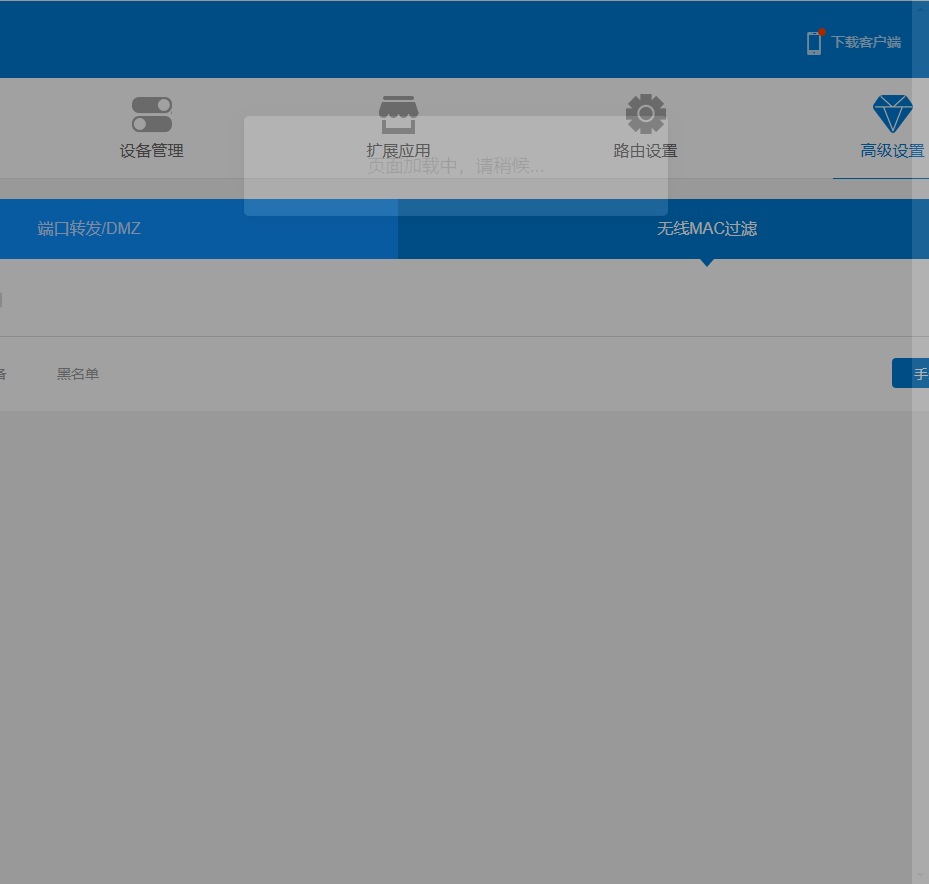 下载客户端
设备管理
扩展应用
路由设置
高级设置
页面加载中，请稍候...
端口转发/DMZ
无线MAC过滤
备
黑名单
手